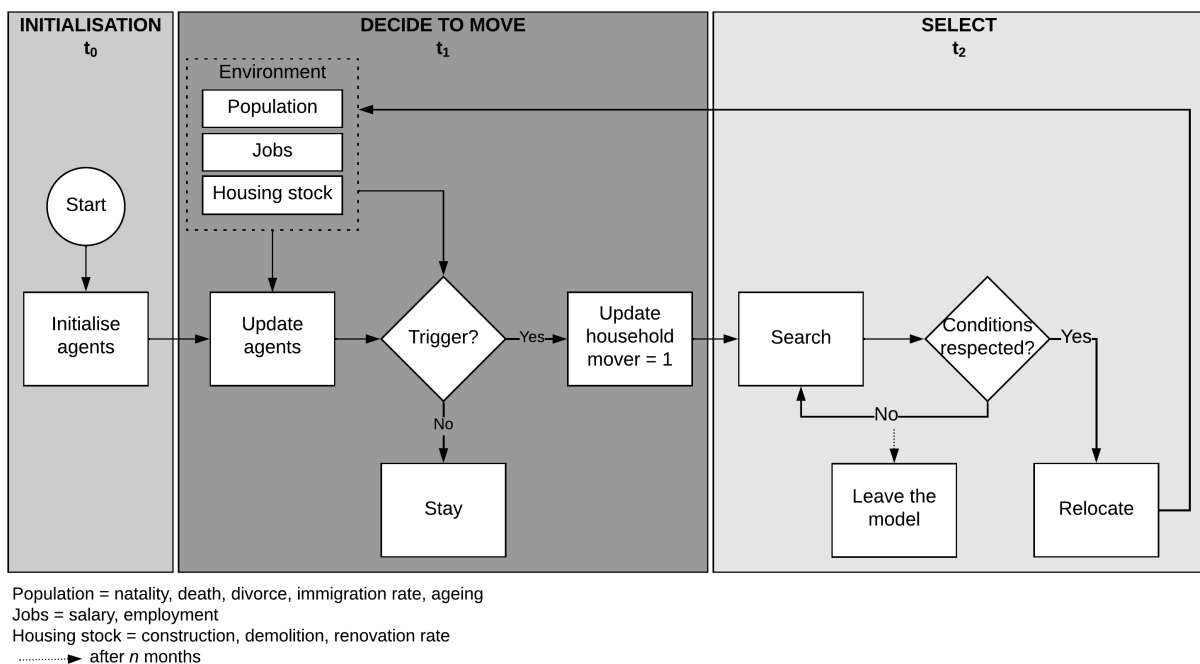 INITIALISATION
t₀
DECIDE TO MOVE
t₁
SELECT
t₂
Environment
Population
Jobs
Housing stock
Start
Initialise
agents
Update
agents
Trigger?
Yes
Update
household
mover = 1
Search
Conditions
respected?
Yes
No
No
Stay
Leave the
model
Relocate
Population = natality, death, divorce, immigration rate, ageing
Jobs = salary, employment
Housing stock = construction, demolition, renovation rate
after n months